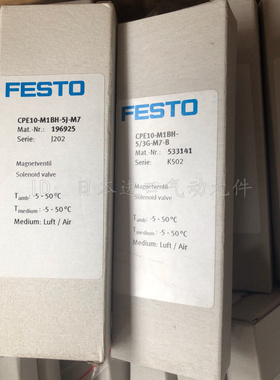 FESTO
CPE10-M1BH-5J-M7
Mat.-Nr.: 196925
Serie: J202
Magnetventil
Solenoid valve
Tamb: -5 - 50°C
Tmedium: -5 - 50°C
Medium: Luft / Air
FESTO
CPE10-M1BH-
5/3G-M7-B
Mat.-Nr.: 533141
Serie: K502
Magnetventil
Solenoid valve
Tamb: -5 - 50°C
Tmedium: -5 - 50°C
Medium: Luft / Air